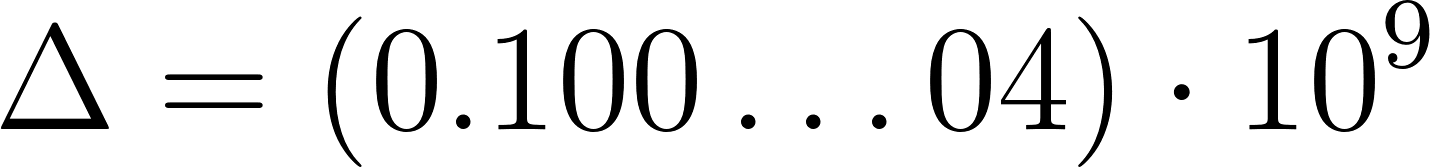 Δ = (0.100...04) · 10⁹